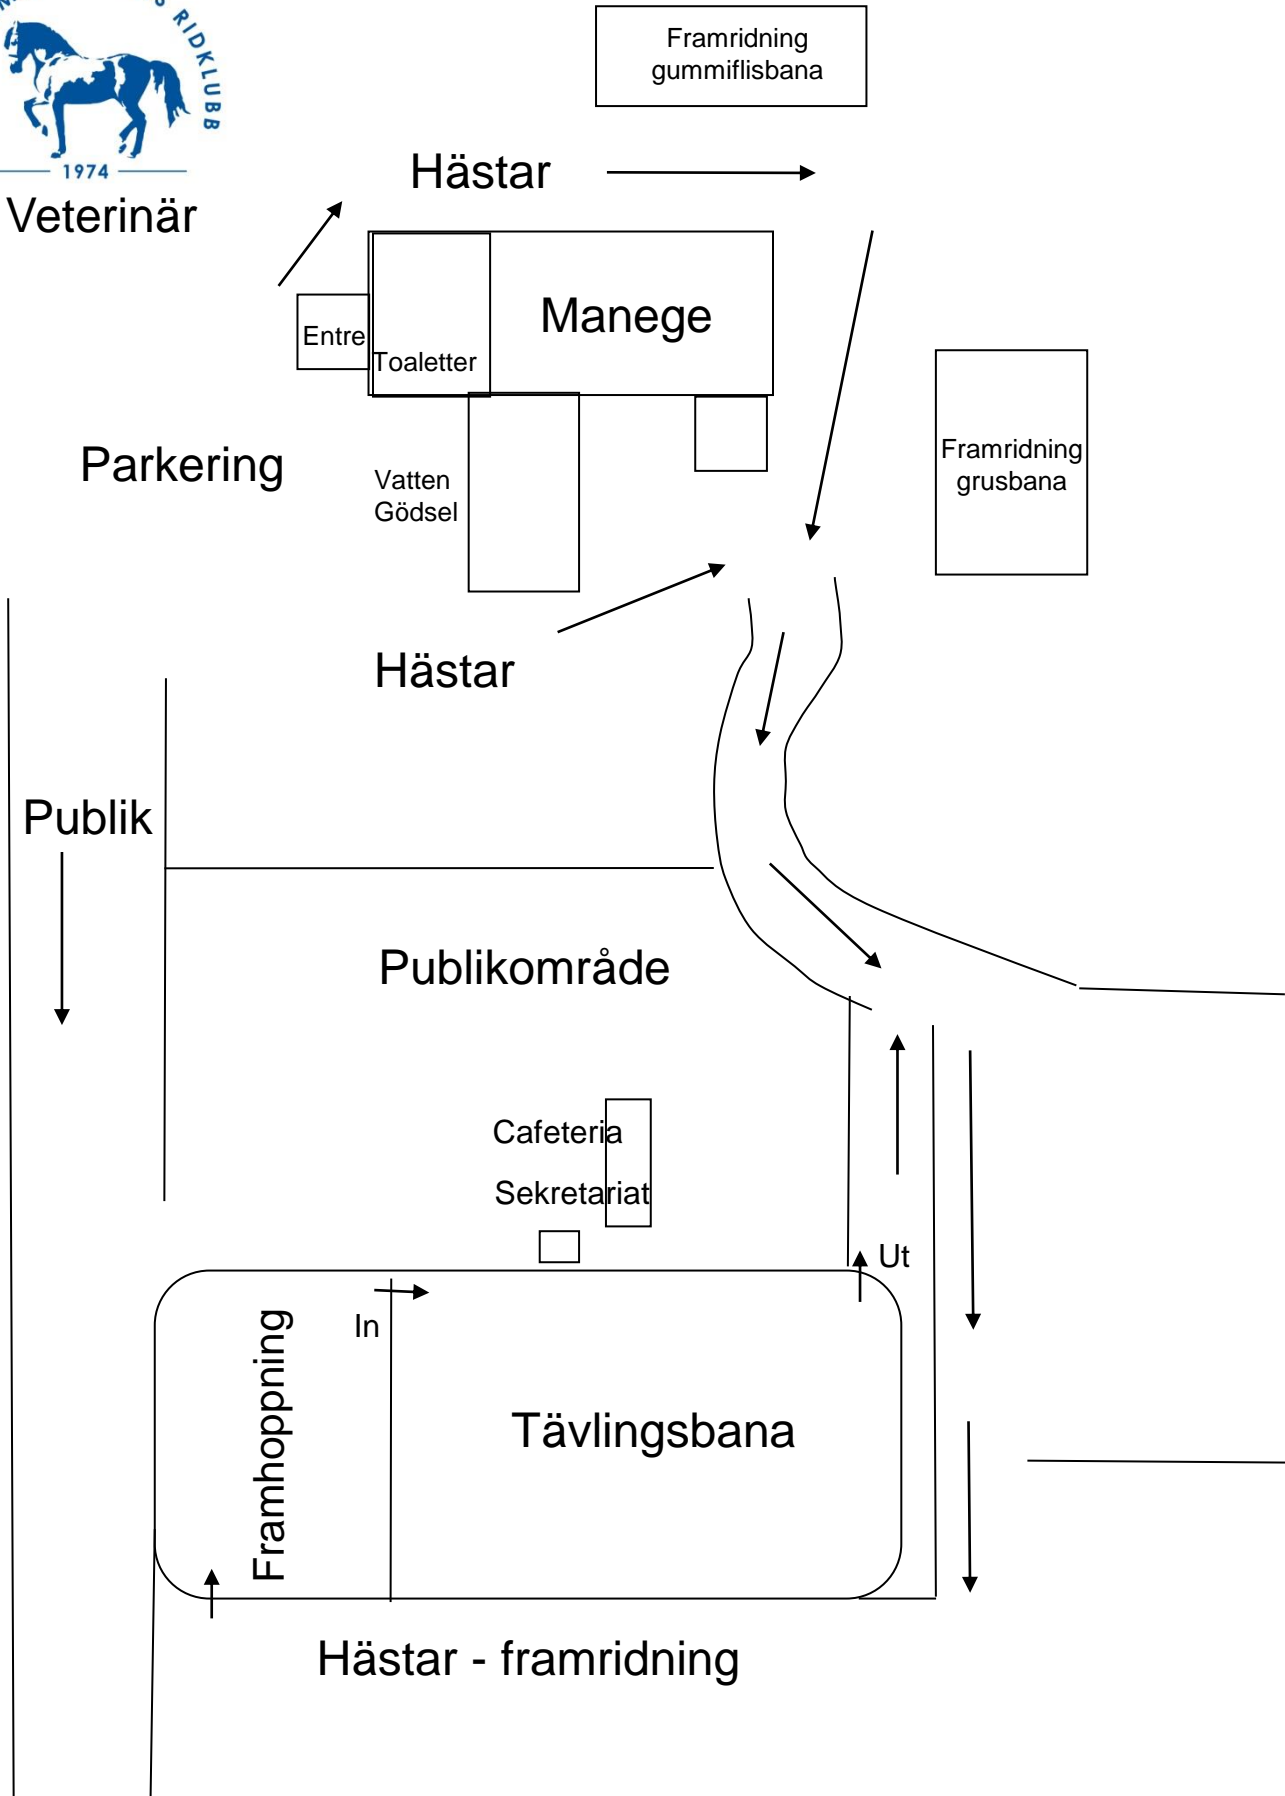 RIDKLUBB
1974
Framridning
gummiflisbana
Hästar
Veterinär
Manege
Entre
Toaletter
Parkering
Vatten
Gödsel
Framridning
grusbana
Hästar
Publik
Publikområde
Cafeteria
Sekretariat
Ut
In
Framhoppning
Tävlingsbana
Hästar - framridning